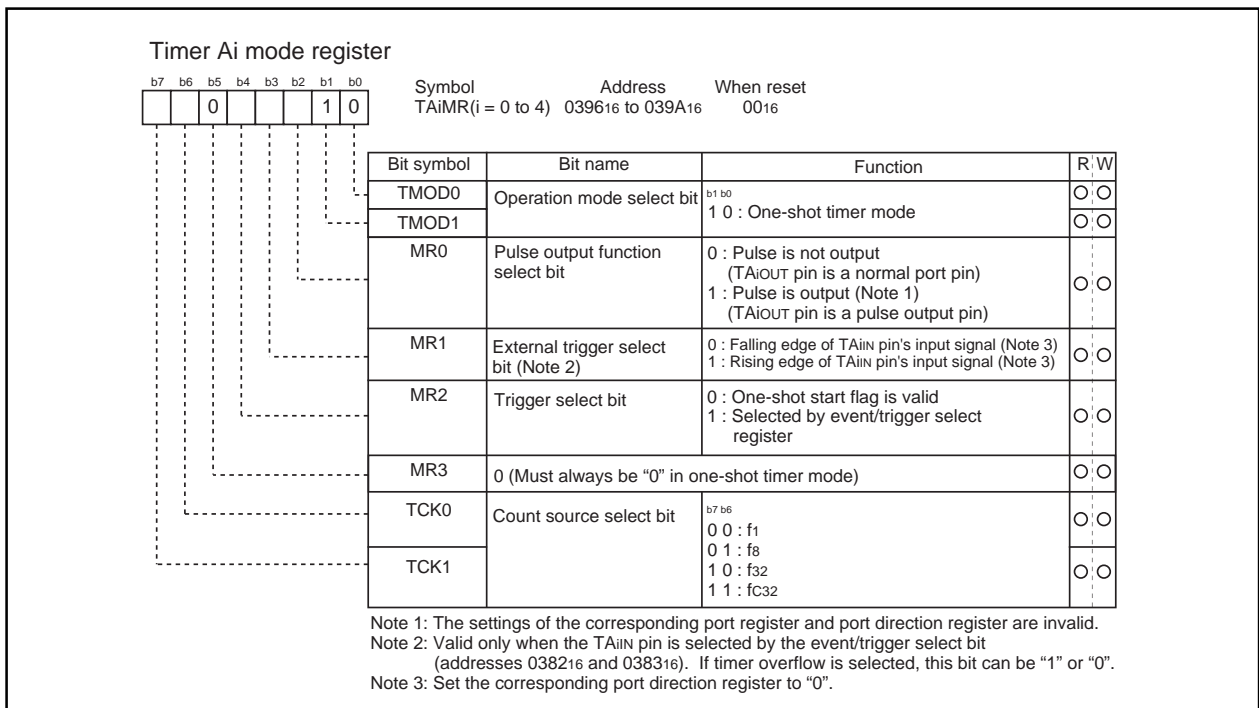 Timer Ai mode register
b7 b6 b5 b4 b3 b2 b1 b0
0 1 0
Symbol Address When reset
TAiMR(i = 0 to 4) 039616 to 039A16 0016
Bit symbol Bit name Function R W
TMOD0 Operation mode select bit b1 b0
1 0 : One-shot timer mode
TMOD1
MR0 Pulse output function select bit
0 : Pulse is not output
(TAiOUT pin is a normal port pin)
1 : Pulse is output (Note 1)
(TAiOUT pin is a pulse output pin)
MR1 External trigger select bit (Note 2)
0 : Falling edge of TAiIN pin's input signal (Note 3)
1 : Rising edge of TAiIN pin's input signal (Note 3)
MR2 Trigger select bit
0 : One-shot start flag is valid
1 : Selected by event/trigger select
register
MR3 0 (Must always be “0” in one-shot timer mode)
TCK0 Count source select bit b7 b6
0 0 : f1
0 1 : f8
TCK1 1 0 : f32
1 1 : fC32
Note 1: The settings of the corresponding port register and port direction register are invalid.
Note 2: Valid only when the TAiIN pin is selected by the event/trigger select bit
(addresses 038216 and 038316). If timer overflow is selected, this bit can be “1” or “0”.
Note 3: Set the corresponding port direction register to “0”.